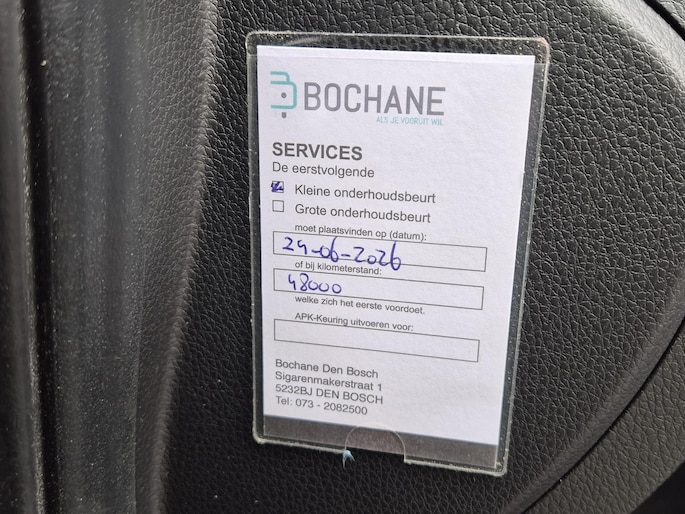 BOCHANE
ALS JE VOORUIT WIL
SERVICES
De eerstvolgende
Kleine onderhoudsbeurt
Grote onderhoudsbeurt
moet plaatsvinden op (datum):
29-06-2026
of bij kilometerstand:
48000
welke zich het eerste voordoet.
APK-Keuring uitvoeren voor:
Bochane Den Bosch
Sigarenmakerstraat 1
5232BJ DEN BOSCH
Tel: 073 - 2082500